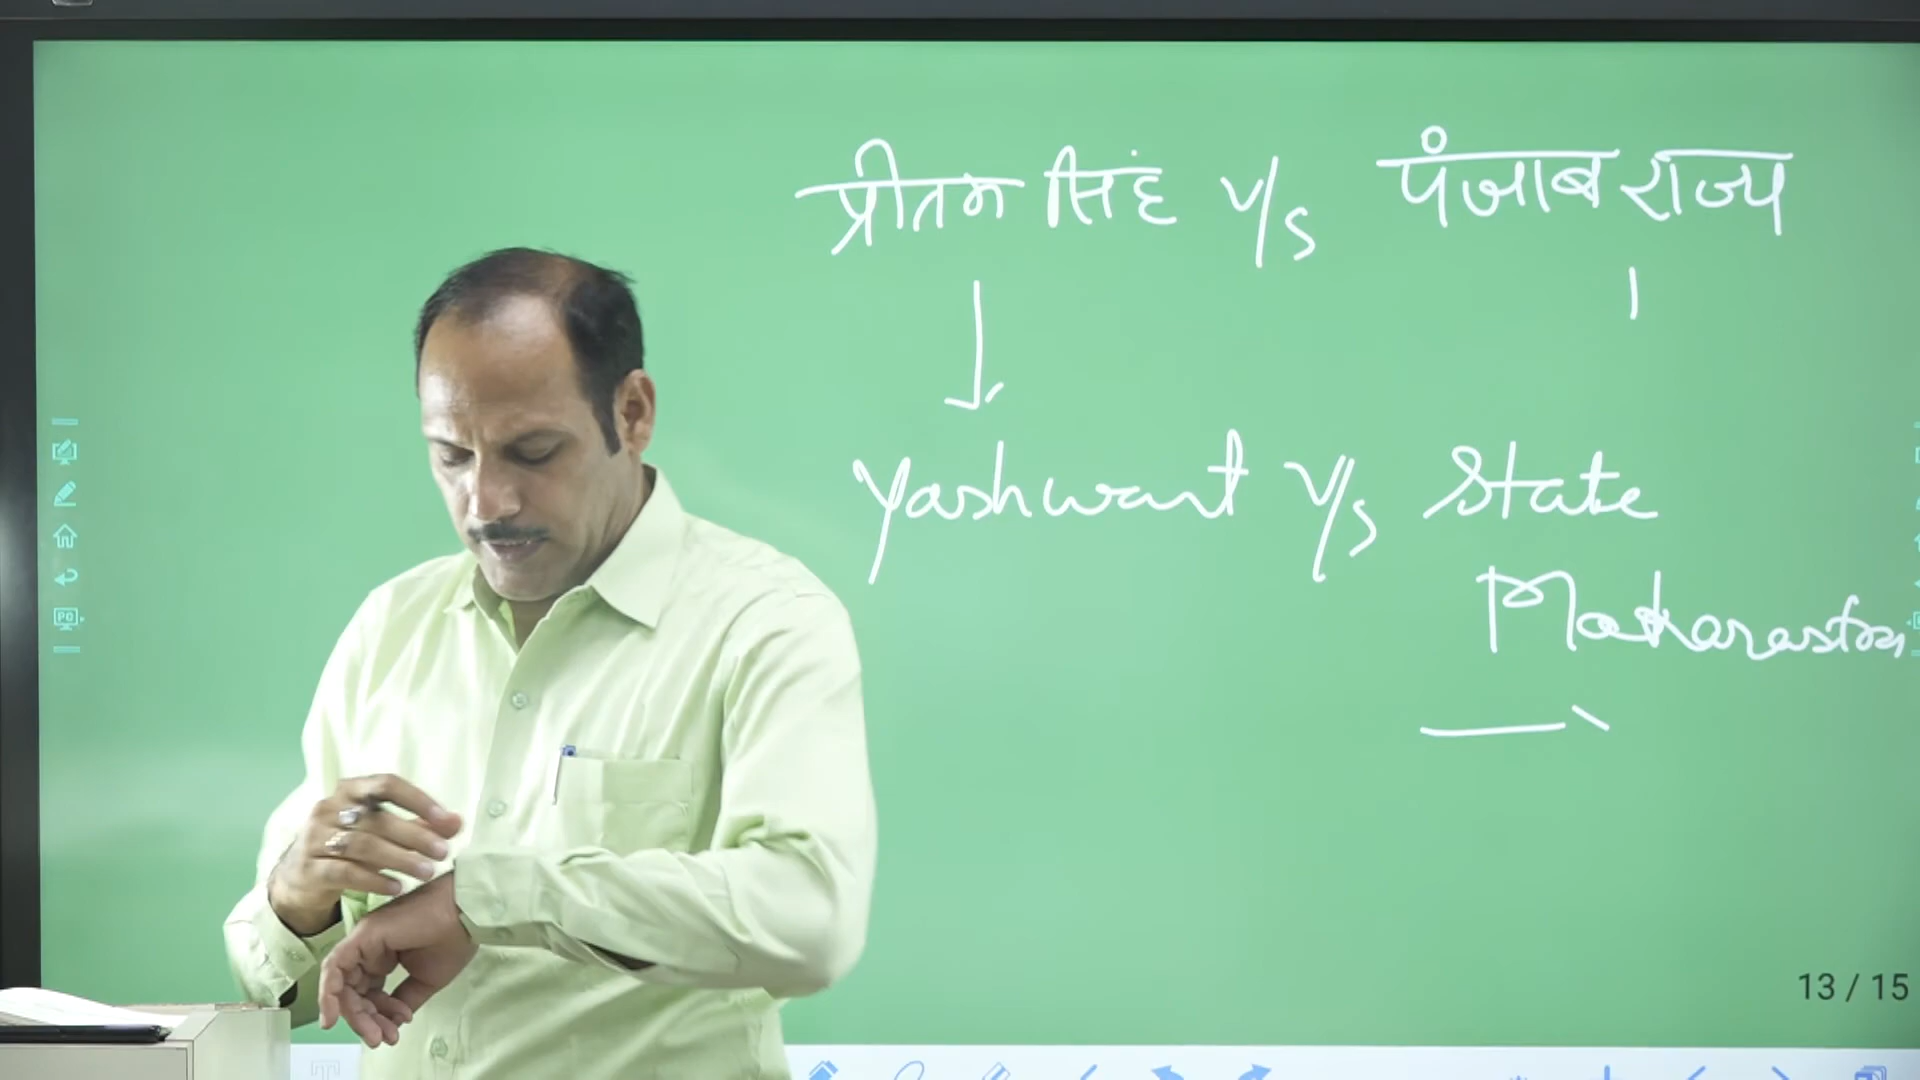 प्रीतम सिंह v/s पंजाब राज्य
Yashwant v/s State
Maharastra
13 / 15